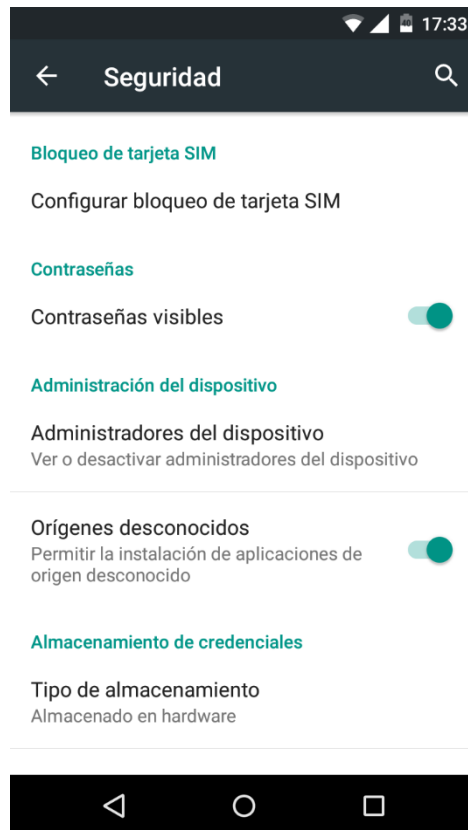 40 17:33
Seguridad
Bloqueo de tarjeta SIM
Configurar bloqueo de tarjeta SIM
Contraseñas
Contraseñas visibles
Administración del dispositivo
Administradores del dispositivo
Ver o desactivar administradores del dispositivo
Orígenes desconocidos
Permitir la instalación de aplicaciones de
origen desconocido
Almacenamiento de credenciales
Tipo de almacenamiento
Almacenado en hardware